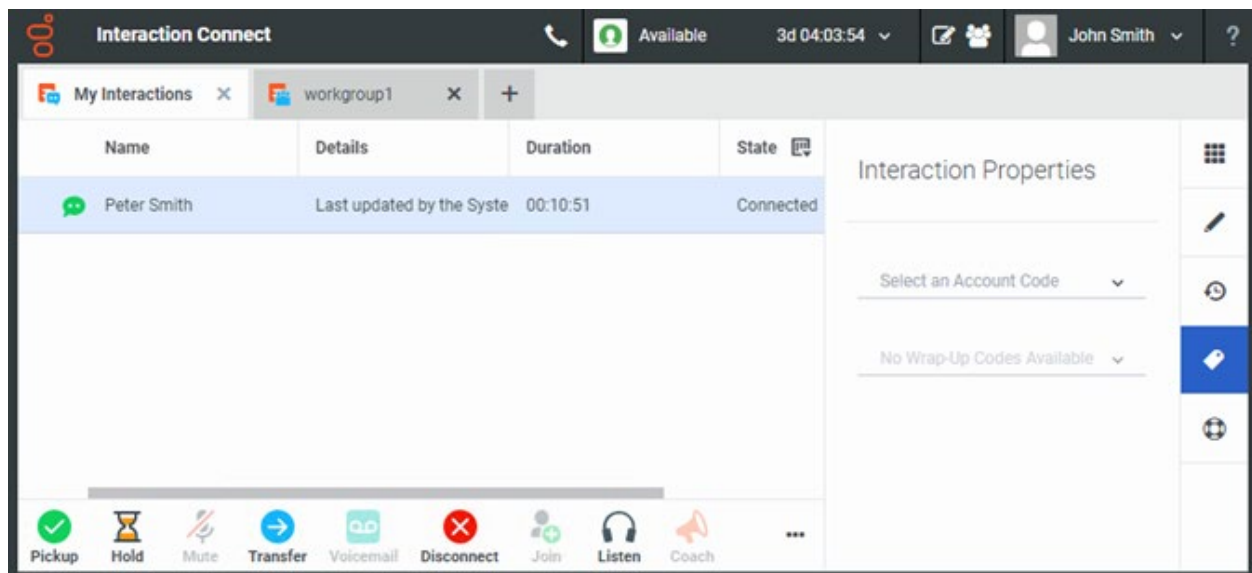 Interaction Connect Available 3d 04:03:54 John Smith ?
My Interactions workgroup1 +
Name Details Duration State
Interaction Properties
Peter Smith Last updated by the Syste 00:10:51 Connected
Select an Account Code
No Wrap-Up Codes Available
Pickup Hold Mute Transfer Voicemail Disconnect Join Listen Coach